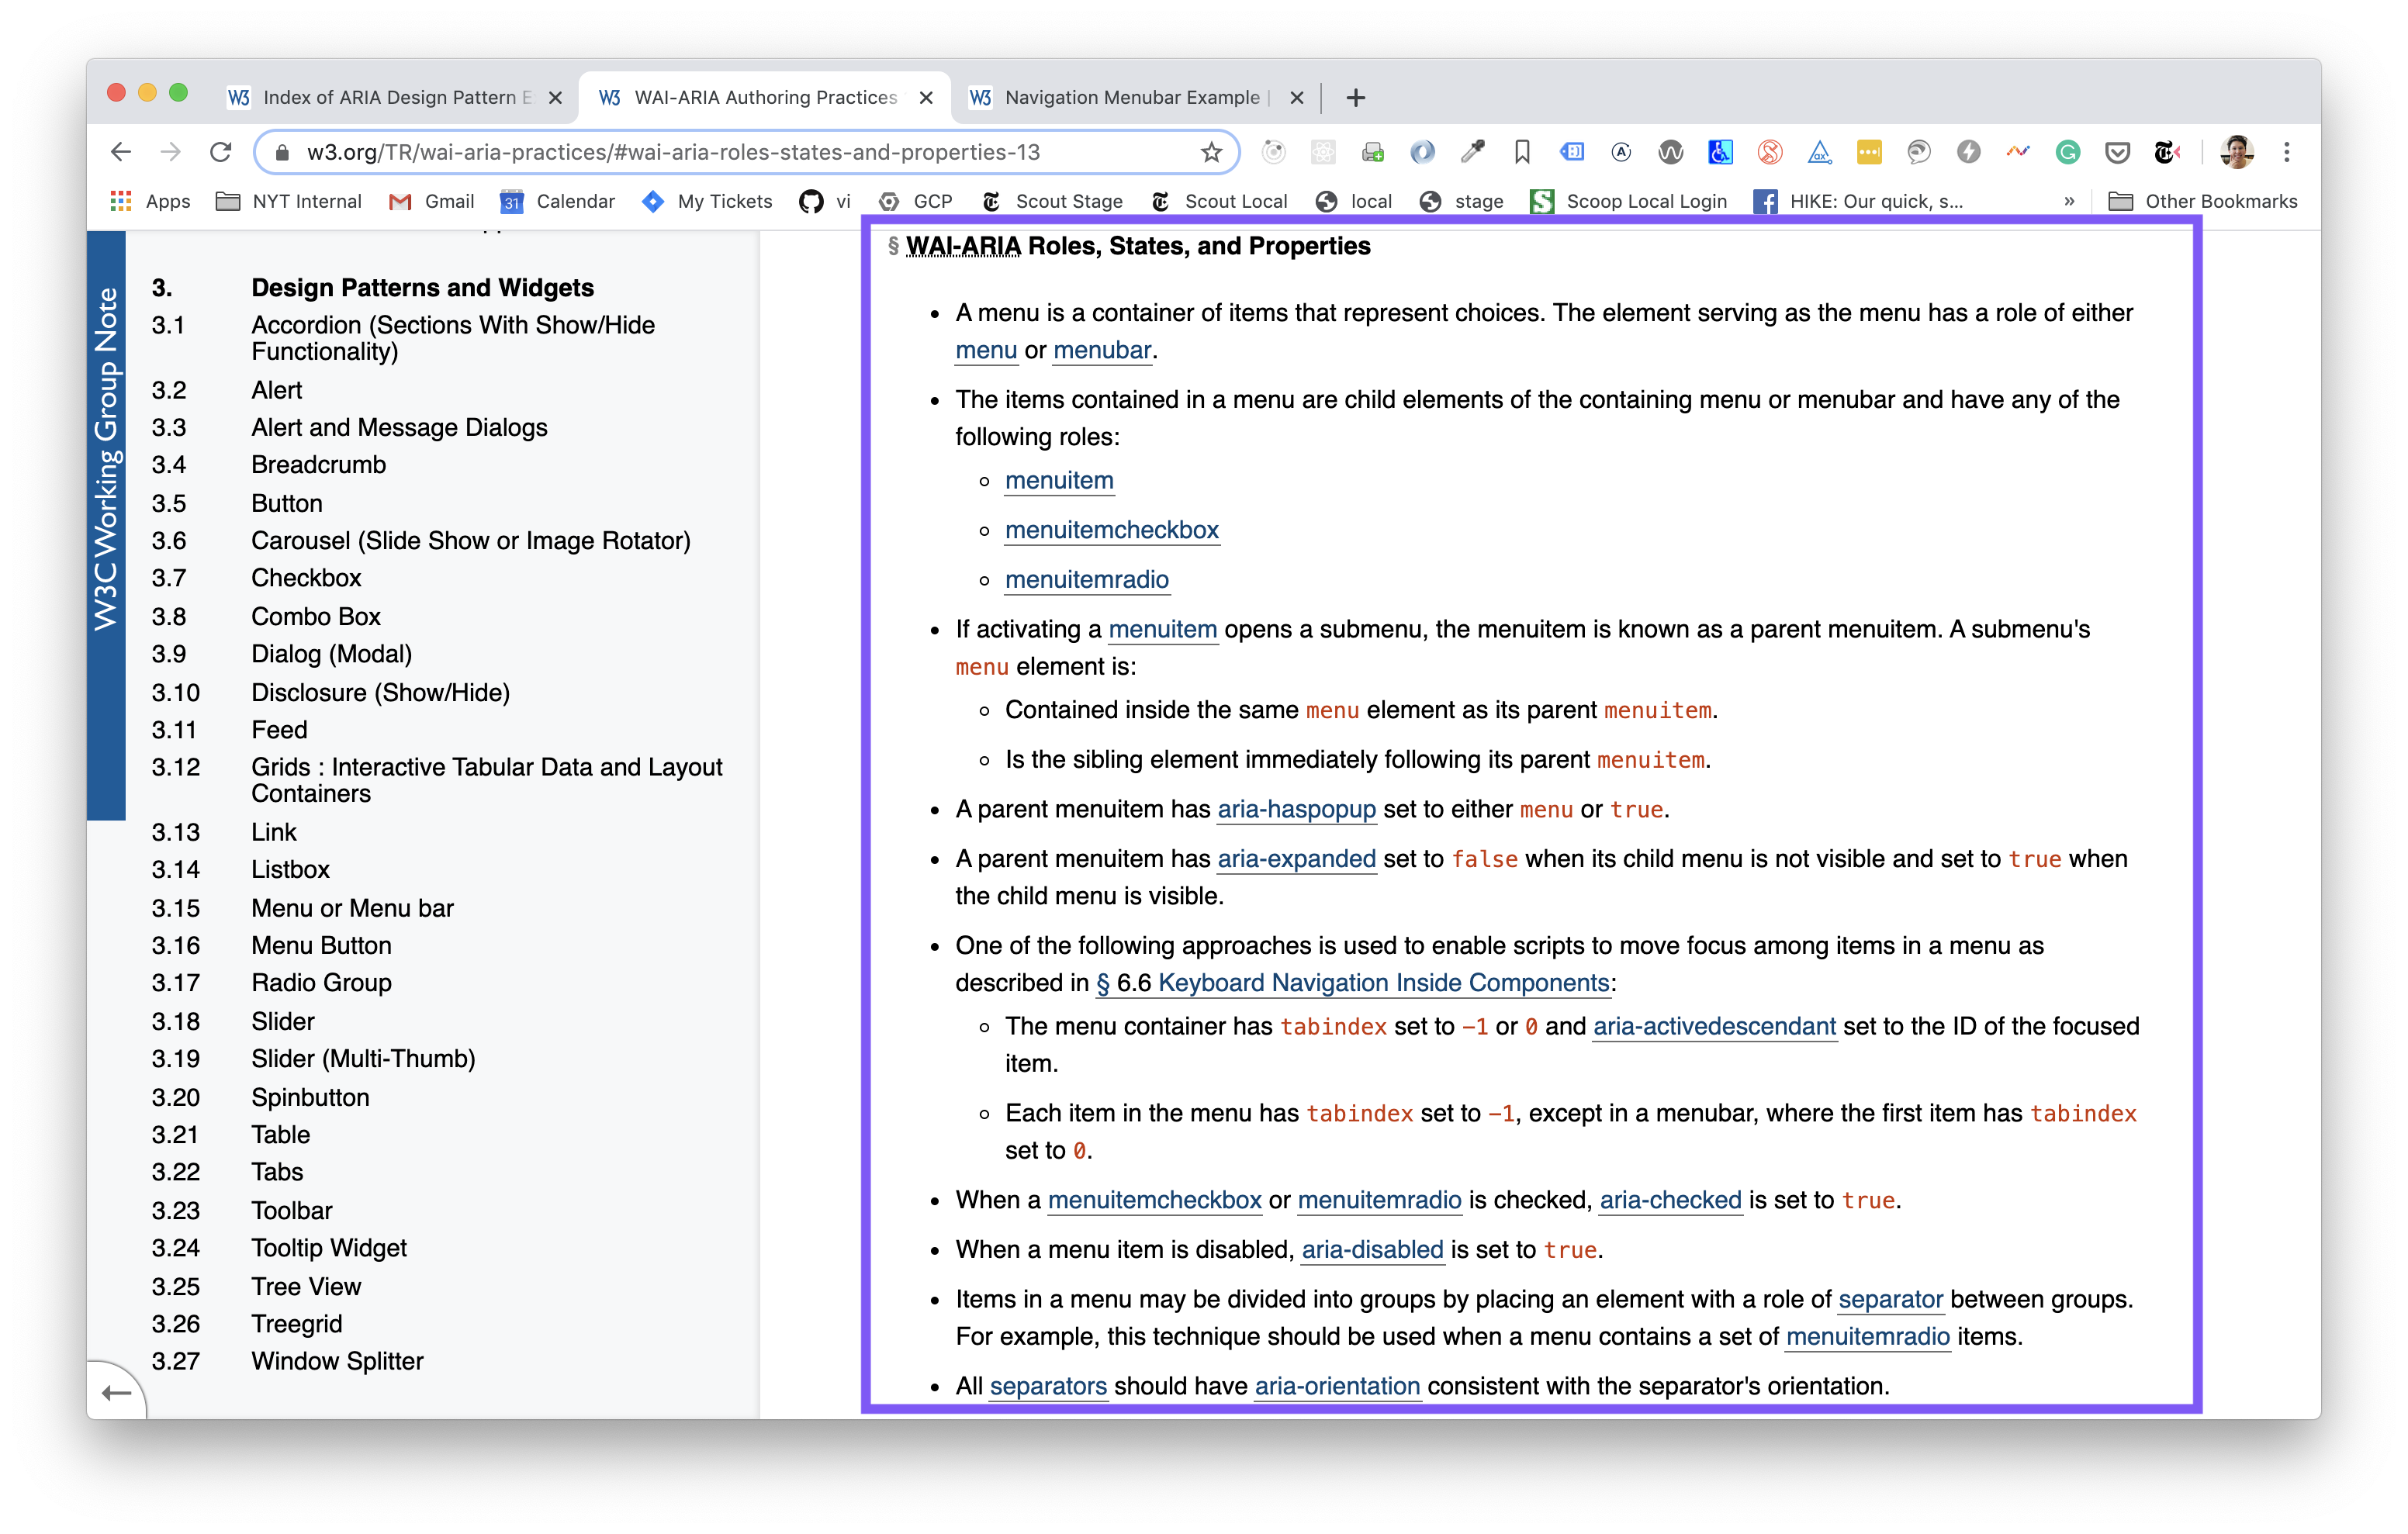 Index of ARIA Design Pattern E
WAI-ARIA Authoring Practices
Navigation Menubar Example |
w3.org/TR/wai-aria-practices/#wai-aria-roles-states-and-properties-13
Apps NYT Internal Gmail 31 Calendar My Tickets vi GCP Scout Stage Scout Local local stage Scoop Local Login HIKE: Our quick, s... » Other Bookmarks
W3C Working Group Note
3. Design Patterns and Widgets
3.1 Accordion (Sections With Show/Hide
Functionality)
3.2 Alert
3.3 Alert and Message Dialogs
3.4 Breadcrumb
3.5 Button
3.6 Carousel (Slide Show or Image Rotator)
3.7 Checkbox
3.8 Combo Box
3.9 Dialog (Modal)
3.10 Disclosure (Show/Hide)
3.11 Feed
3.12 Grids : Interactive Tabular Data and Layout
Containers
3.13 Link
3.14 Listbox
3.15 Menu or Menu bar
3.16 Menu Button
3.17 Radio Group
3.18 Slider
3.19 Slider (Multi-Thumb)
3.20 Spinbutton
3.21 Table
3.22 Tabs
3.23 Toolbar
3.24 Tooltip Widget
3.25 Tree View
3.26 Treegrid
3.27 Window Splitter
§ WAI-ARIA Roles, States, and Properties
• A menu is a container of items that represent choices. The element serving as the menu has a role of either
menu or menubar.
• The items contained in a menu are child elements of the containing menu or menubar and have any of the
following roles:
◦ menuitem
◦ menuitemcheckbox
◦ menuitemradio
• If activating a menuitem opens a submenu, the menuitem is known as a parent menuitem. A submenu's
menu element is:
◦ Contained inside the same menu element as its parent menuitem.
◦ Is the sibling element immediately following its parent menuitem.
• A parent menuitem has aria-haspopup set to either menu or true.
• A parent menuitem has aria-expanded set to false when its child menu is not visible and set to true when
the child menu is visible.
• One of the following approaches is used to enable scripts to move focus among items in a menu as
described in § 6.6 Keyboard Navigation Inside Components:
◦ The menu container has tabindex set to -1 or 0 and aria-activedescendant set to the ID of the focused
item.
◦ Each item in the menu has tabindex set to -1, except in a menubar, where the first item has tabindex
set to 0.
• When a menuitemcheckbox or menuitemradio is checked, aria-checked is set to true.
• When a menu item is disabled, aria-disabled is set to true.
• Items in a menu may be divided into groups by placing an element with a role of separator between groups.
For example, this technique should be used when a menu contains a set of menuitemradio items.
• All separators should have aria-orientation consistent with the separator's orientation.